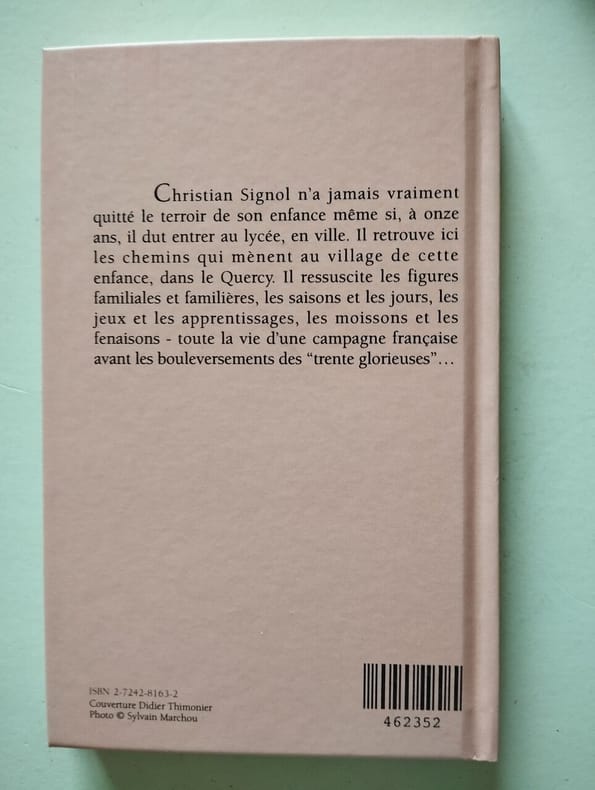 Christian Signol n'a jamais vraiment
quitté le terroir de son enfance même si, à onze
ans, il dut entrer au lycée, en ville. Il retrouve ici
les chemins qui mènent au village de cette
enfance, dans le Quercy. Il ressuscite les figures
familiales et familières, les saisons et les jours, les
jeux et les apprentissages, les moissons et les
fenaisons - toute la vie d'une campagne française
avant les bouleversements des “trente glorieuses”…
ISBN 2-7242-8163-2
Couverture Didier Thimonier
Photo © Sylvain Marchou
462352